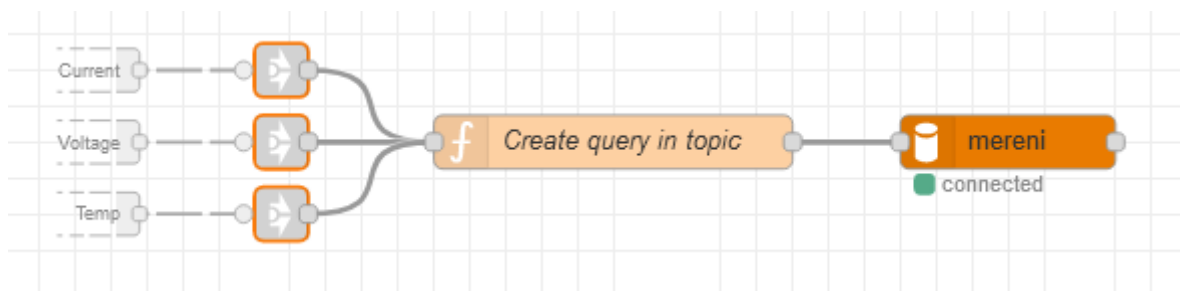 Current
Voltage
Temp
Create query in topic
mereni
connected